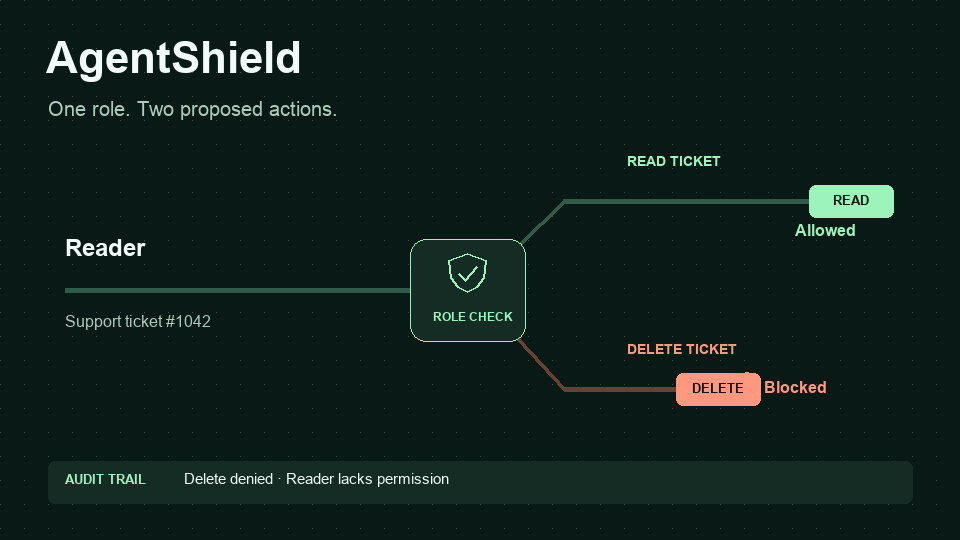 AgentShield
One role. Two proposed actions.
READ TICKET
READ
Allowed
Reader
ROLE CHECK
Support ticket #1042
DELETE TICKET
DELETE Blocked
AUDIT TRAIL Delete denied · Reader lacks permission